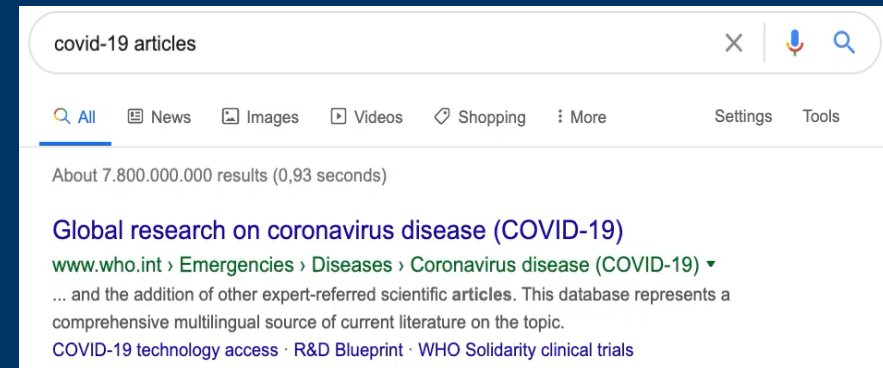 covid-19 articles
All News Images Videos Shopping More Settings Tools
About 7.800.000.000 results (0,93 seconds)
Global research on coronavirus disease (COVID-19)
www.who.int › Emergencies › Diseases › Coronavirus disease (COVID-19)
... and the addition of other expert-referred scientific articles. This database represents a
comprehensive multilingual source of current literature on the topic.
COVID-19 technology access · R&D Blueprint · WHO Solidarity clinical trials